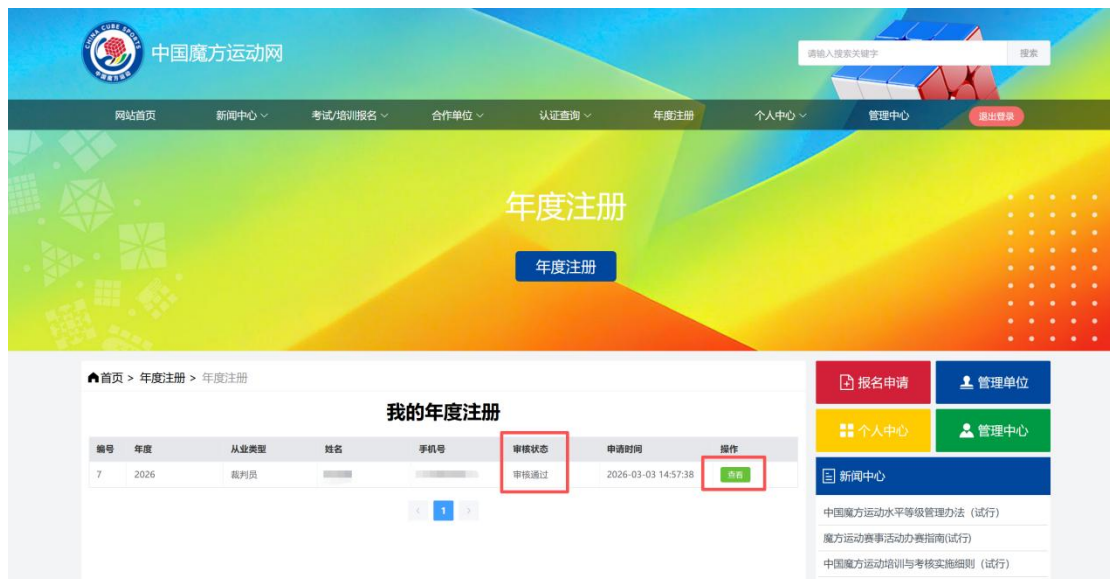 CHINA CUBE SPORTS
中国魔方运动
中国魔方运动网
请输入搜索关键字
搜索
网站首页
新闻中心
考试/培训报名
合作单位
认证查询
年度注册
个人中心
管理中心
退出登录
年度注册
年度注册
首页 > 年度注册 > 年度注册
我的年度注册
编号 年度 从业类型 姓名 手机号 审核状态 申请时间 操作
7 2026 裁判员 审核通过 2026-03-03 14:57:38 查看
< 1 >
报名申请
管理单位
个人中心
管理中心
新闻中心
中国魔方运动水平等级管理办法（试行）
魔方运动赛事活动办赛指南(试行)
中国魔方运动培训与考核实施细则（试行）